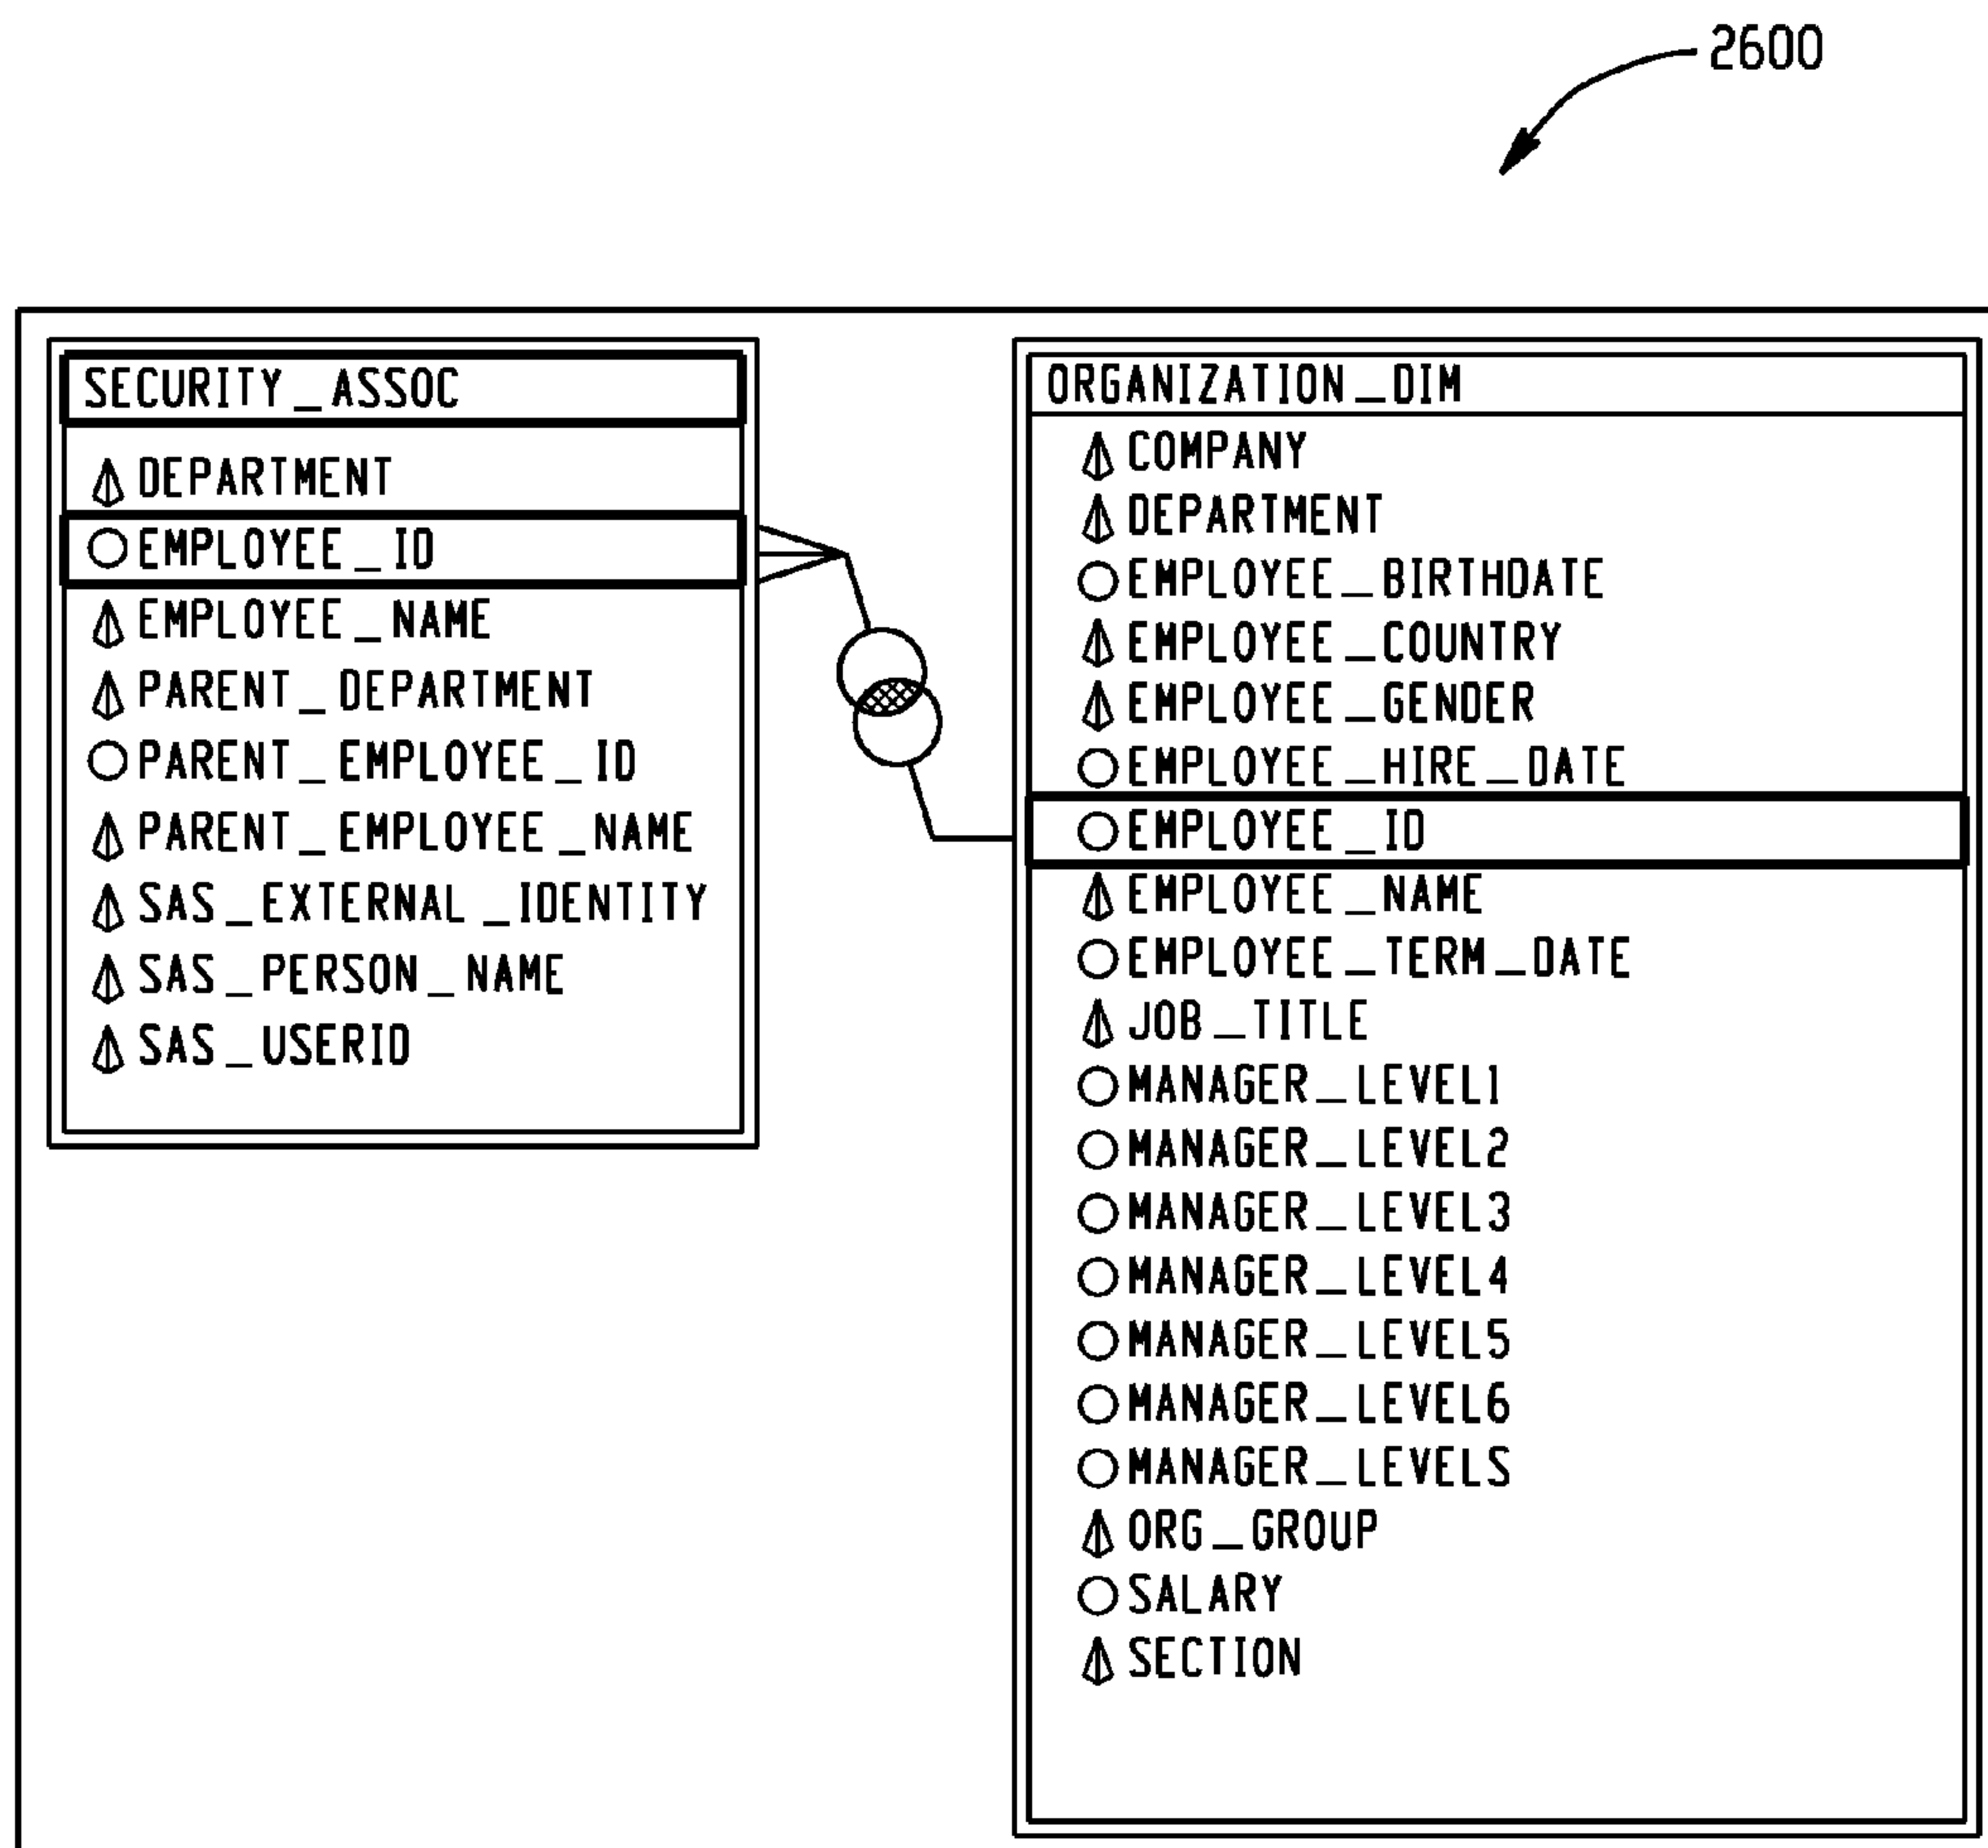 2600
SECURITY_ASSOC
DEPARTMENT
EMPLOYEE_ID
EMPLOYEE_NAME
PARENT_DEPARTMENT
PARENT_EMPLOYEE_ID
PARENT_EMPLOYEE_NAME
SAS_EXTERNAL_IDENTITY
SAS_PERSON_NAME
SAS_USERID
ORGANIZATION_DIM
COMPANY
DEPARTMENT
EMPLOYEE_BIRTHDATE
EMPLOYEE_COUNTRY
EMPLOYEE_GENDER
EMPLOYEE_HIRE_DATE
EMPLOYEE_ID
EMPLOYEE_NAME
EMPLOYEE_TERM_DATE
JOB_TITLE
MANAGER_LEVEL1
MANAGER_LEVEL2
MANAGER_LEVEL3
MANAGER_LEVEL4
MANAGER_LEVEL5
MANAGER_LEVEL6
MANAGER_LEVELS
ORG_GROUP
SALARY
SECTION